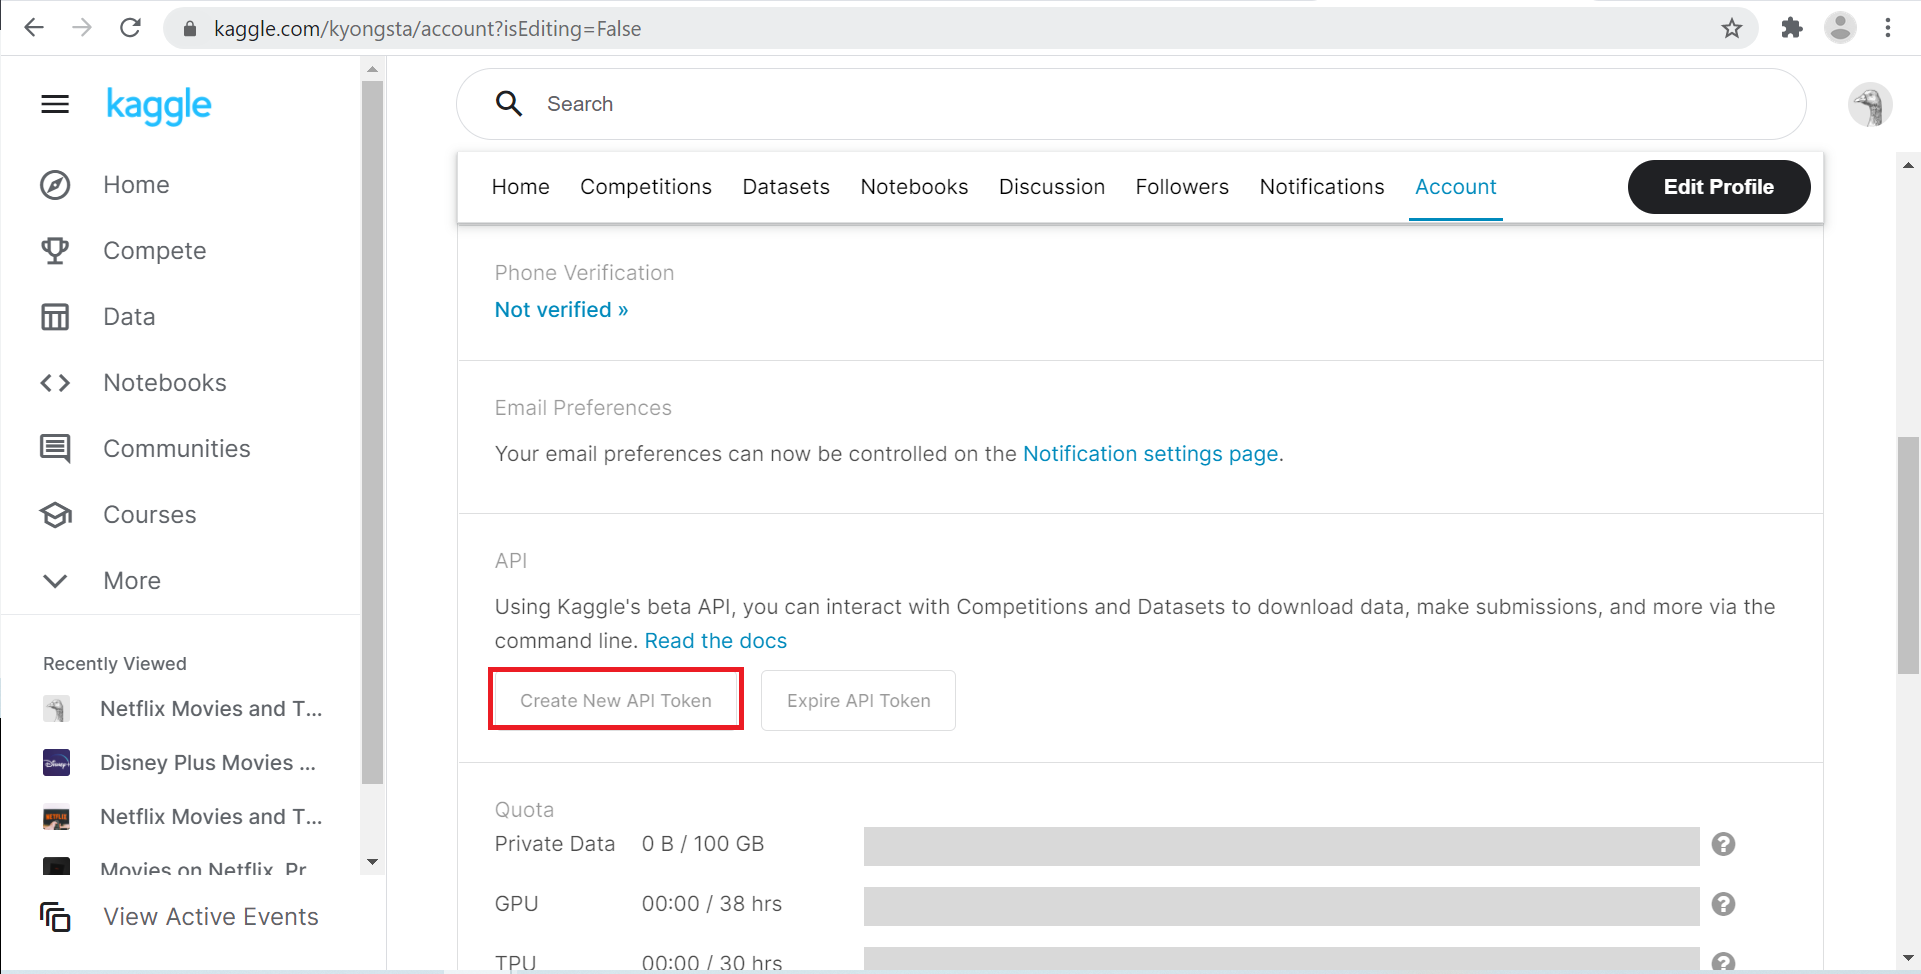 kaggle.com/kyongsta/account?isEditing=False
kaggle
Search
Home
Compete
Data
Notebooks
Communities
Courses
More
Recently Viewed
Netflix Movies and T...
Disney Plus Movies ...
Netflix Movies and T...
Movies on Netflix, Pr
View Active Events
Home Competitions Datasets Notebooks Discussion Followers Notifications Account Edit Profile
Phone Verification
Not verified »
Email Preferences
Your email preferences can now be controlled on the Notification settings page.
API
Using Kaggle's beta API, you can interact with Competitions and Datasets to download data, make submissions, and more via the
command line. Read the docs
Create New API Token Expire API Token
Quota
Private Data 0 B / 100 GB ?
GPU 00:00 / 38 hrs ?
TPU 00:00 / 30 hrs ?